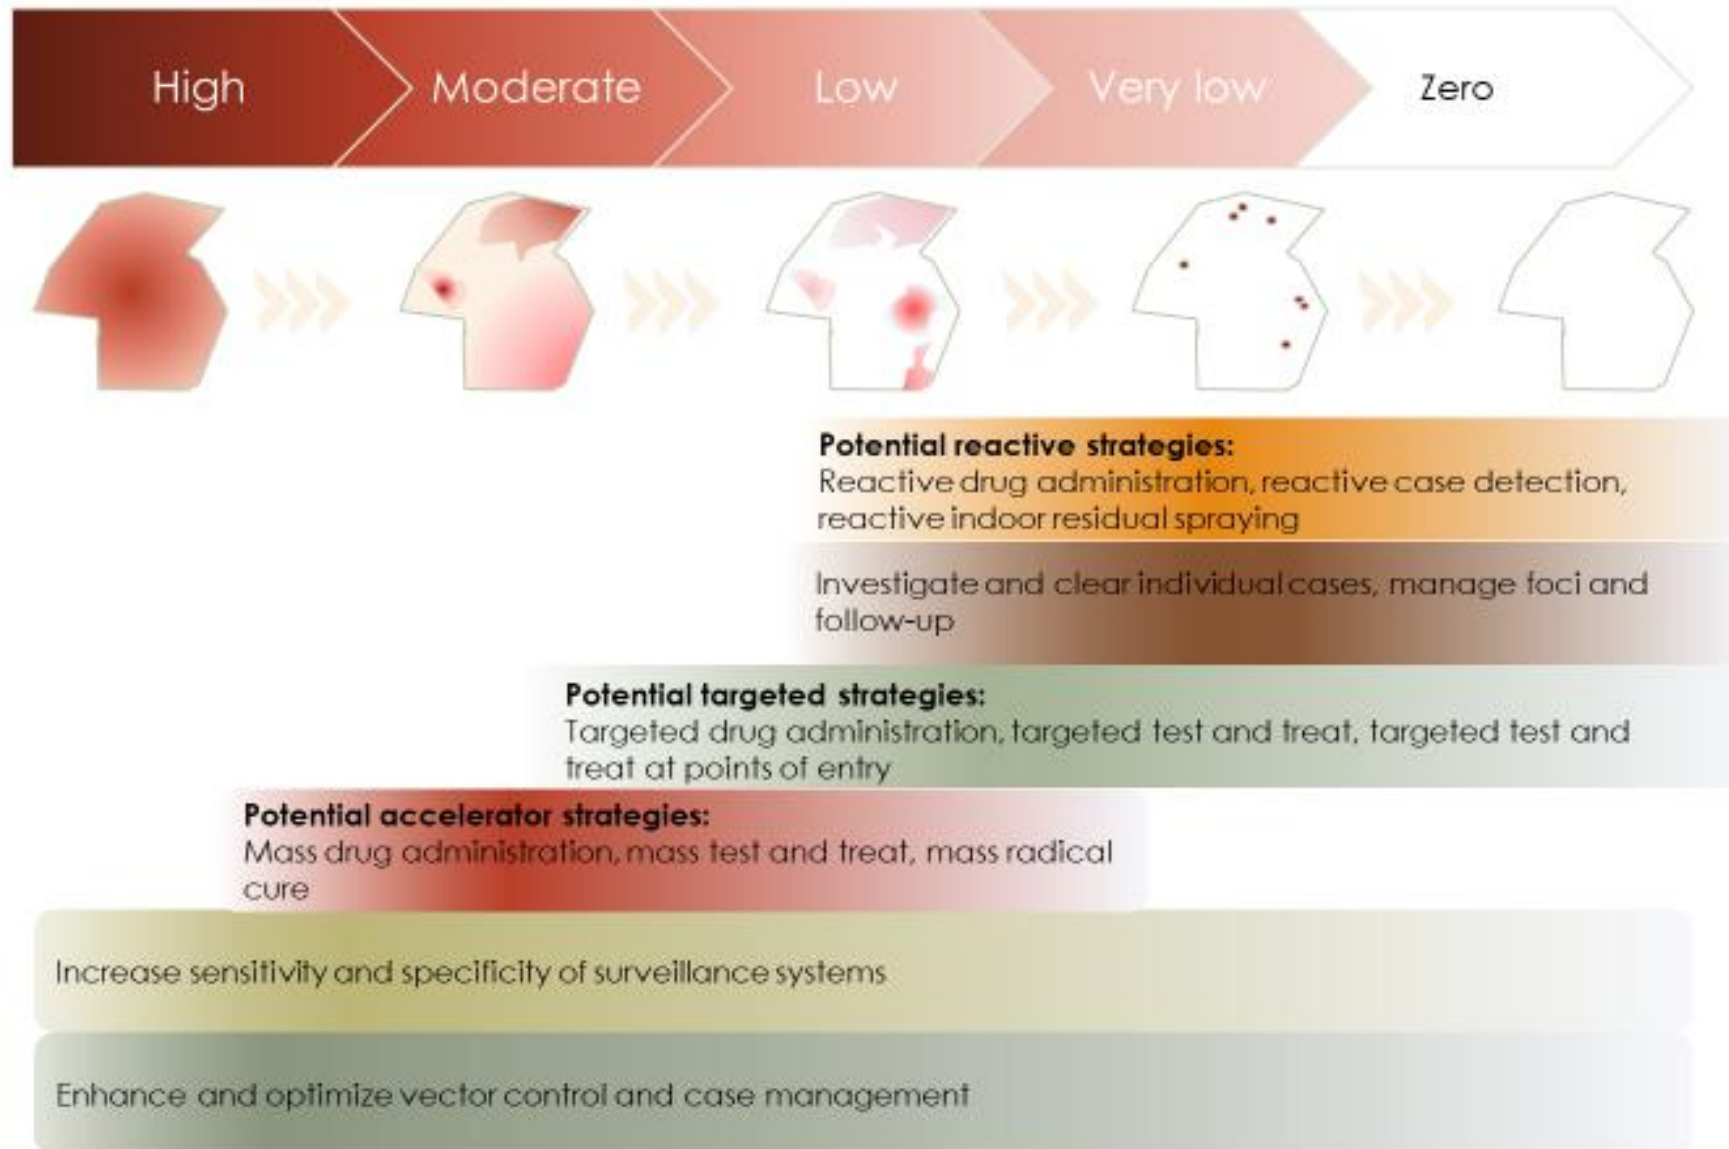 High
Moderate
Low
Very low
Zero
Potential reactive strategies:
Reactive drug administration, reactive case detection,
reactive indoor residual spraying
Investigate and clear individual cases, manage foci and
follow-up
Potential targeted strategies:
Targeted drug administration, targeted test and treat, targeted test and
treat at points of entry
Potential accelerator strategies:
Mass drug administration, mass test and treat, mass radical
cure
Increase sensitivity and specificity of surveillance systems
Enhance and optimize vector control and case management